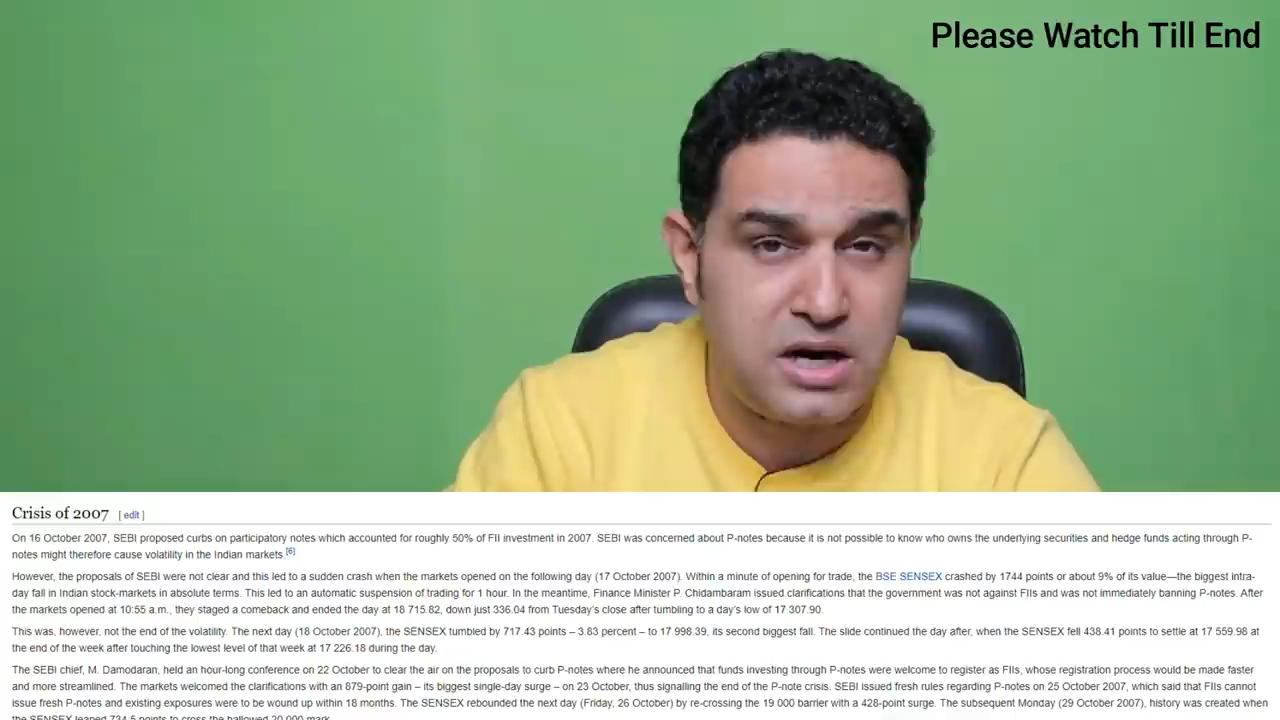 Please Watch Till End
Crisis of 2007 [ edit ]
On 16 October 2007, SEBI proposed curbs on participatory notes which accounted for roughly 50% of FII investment in 2007. SEBI was concerned about P-notes because it is not possible to know who owns the underlying securities and hedge funds acting through P-
notes might therefore cause volatility in the Indian markets.[6]
However, the proposals of SEBI were not clear and this led to a sudden crash when the markets opened on the following day (17 October 2007). Within a minute of opening for trade, the BSE SENSEX crashed by 1744 points or about 9% of its value—the biggest intra-
day fall in Indian stock-markets in absolute terms. This led to an automatic suspension of trading for 1 hour. In the meantime, Finance Minister P. Chidambaram issued clarifications that the government was not against FIIs and was not immediately banning P-notes. After
the markets opened at 10:55 a.m., they staged a comeback and ended the day at 18 715.82, down just 336.04 from Tuesday's close after tumbling to a day's low of 17 307.90.
This was, however, not the end of the volatility. The next day (18 October 2007), the SENSEX tumbled by 717.43 points – 3.83 percent – to 17 998.39, its second biggest fall. The slide continued the day after, when the SENSEX fell 438.41 points to settle at 17 559.98 at
the end of the week after touching the lowest level of that week at 17 226.18 during the day.
The SEBI chief, M. Damodaran, held an hour-long conference on 22 October to clear the air on the proposals to curb P-notes where he announced that funds investing through P-notes were welcome to register as FIIs, whose registration process would be made faster
and more streamlined. The markets welcomed the clarifications with an 879-point gain – its biggest single-day surge – on 23 October, thus signalling the end of the P-note crisis. SEBI issued fresh rules regarding P-notes on 25 October 2007, which said that FIIs cannot
issue fresh P-notes and existing exposures were to be wound up within 18 months. The SENSEX rebounded the next day (Friday, 26 October) by re-crossing the 19 000 barrier with a 428-point surge. The subsequent Monday (29 October 2007), history was created when
the SENSEX leaped 734.5 points to cross the hallowed 20,000 mark.